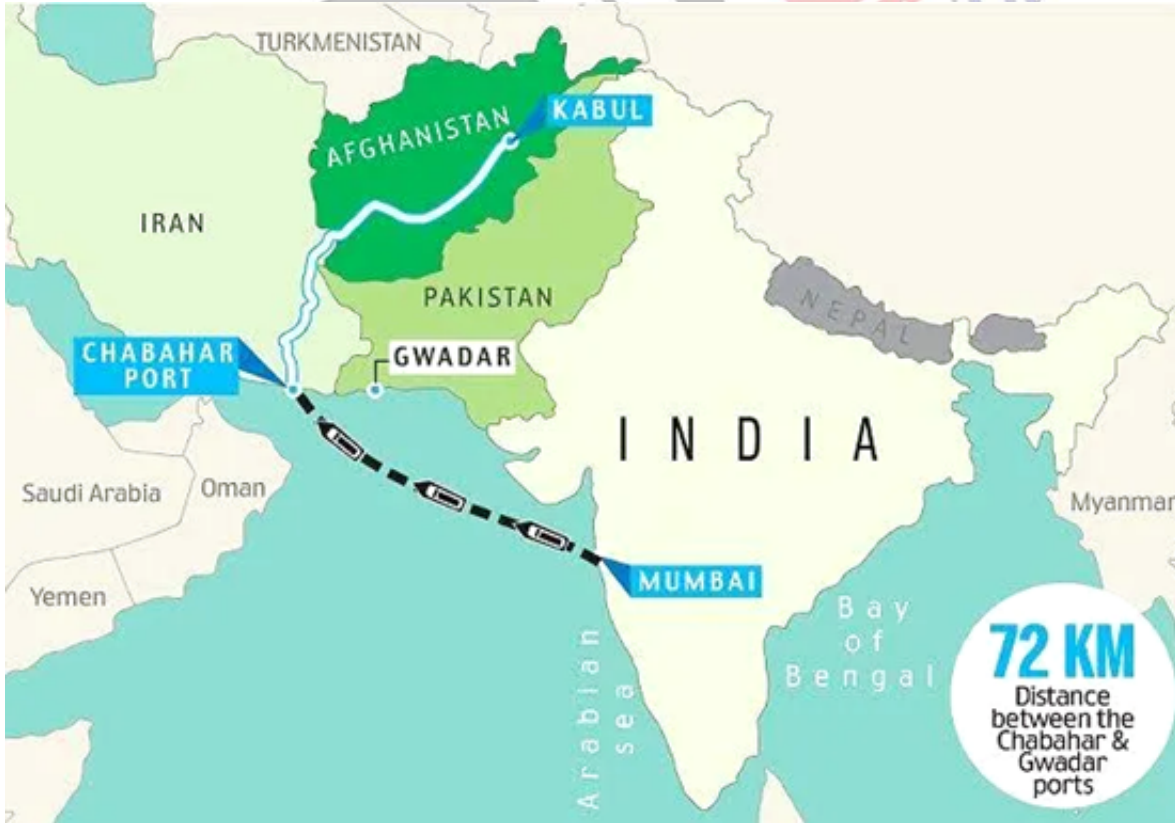 TURKMENISTAN
KABUL
AFGHANISTAN
IRAN
PAKISTAN
NEPAL
CHABAHAR
PORT
GWADAR
INDIA
Saudi Arabia
Oman
Myanmar
Yemen
MUMBAI
Arabian
sea
Bay
of
Bengal
72 KM
Distance
between the
Chabahar &
Gwadar
ports